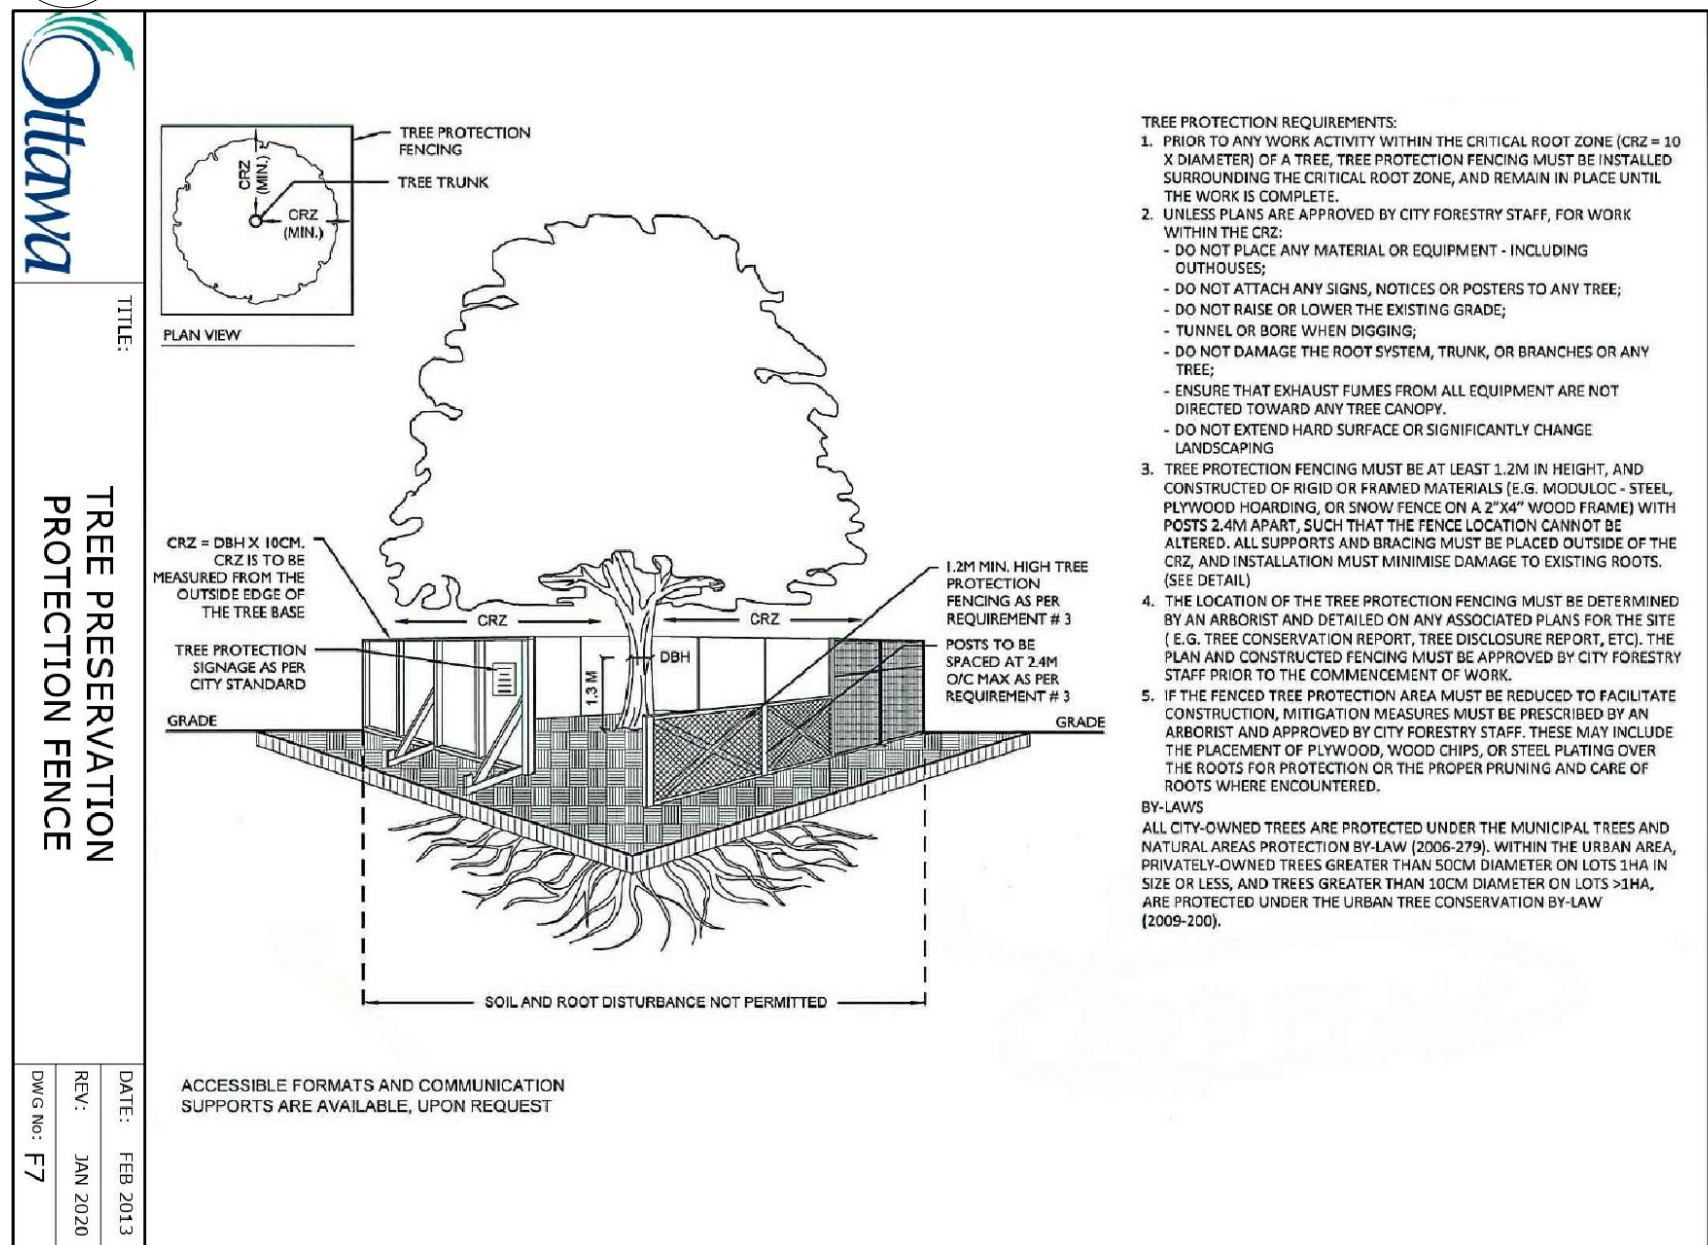 Ottawa
TITLE:
TREE PRESERVATION
PROTECTION FENCE
DATE: FEB 2013
REV: JAN 2020
DWG No: F7
TREE PROTECTION
FENCING
TREE TRUNK
CRZ
(MIN.)
CRZ
(MIN.)
PLAN VIEW
CRZ = DBH X 10CM.
CRZ IS TO BE
MEASURED FROM THE
OUTSIDE EDGE OF
THE TREE BASE
TREE PROTECTION
SIGNAGE AS PER
CITY STANDARD
GRADE
CRZ
CRZ
DBH
1.3 M
1.2M MIN. HIGH TREE
PROTECTION
FENCING AS PER
REQUIREMENT # 3
POSTS TO BE
SPACED AT 2.4M
O/C MAX AS PER
REQUIREMENT # 3
GRADE
SOIL AND ROOT DISTURBANCE NOT PERMITTED
ACCESSIBLE FORMATS AND COMMUNICATION
SUPPORTS ARE AVAILABLE, UPON REQUEST
TREE PROTECTION REQUIREMENTS:
1. PRIOR TO ANY WORK ACTIVITY WITHIN THE CRITICAL ROOT ZONE (CRZ = 10
X DIAMETER) OF A TREE, TREE PROTECTION FENCING MUST BE INSTALLED
SURROUNDING THE CRITICAL ROOT ZONE, AND REMAIN IN PLACE UNTIL
THE WORK IS COMPLETE.
2. UNLESS PLANS ARE APPROVED BY CITY FORESTRY STAFF, FOR WORK
WITHIN THE CRZ:
- DO NOT PLACE ANY MATERIAL OR EQUIPMENT - INCLUDING
OUTHOUSES;
- DO NOT ATTACH ANY SIGNS, NOTICES OR POSTERS TO ANY TREE;
- DO NOT RAISE OR LOWER THE EXISTING GRADE;
- TUNNEL OR BORE WHEN DIGGING;
- DO NOT DAMAGE THE ROOT SYSTEM, TRUNK, OR BRANCHES OR ANY
TREE;
- ENSURE THAT EXHAUST FUMES FROM ALL EQUIPMENT ARE NOT
DIRECTED TOWARD ANY TREE CANOPY.
- DO NOT EXTEND HARD SURFACE OR SIGNIFICANTLY CHANGE
LANDSCAPING
3. TREE PROTECTION FENCING MUST BE AT LEAST 1.2M IN HEIGHT, AND
CONSTRUCTED OF RIGID OR FRAMED MATERIALS (E.G. MODULOC - STEEL,
PLYWOOD HOARDING, OR SNOW FENCE ON A 2"X4" WOOD FRAME) WITH
POSTS 2.4M APART, SUCH THAT THE FENCE LOCATION CANNOT BE
ALTERED. ALL SUPPORTS AND BRACING MUST BE PLACED OUTSIDE OF THE
CRZ, AND INSTALLATION MUST MINIMISE DAMAGE TO EXISTING ROOTS.
(SEE DETAIL)
4. THE LOCATION OF THE TREE PROTECTION FENCING MUST BE DETERMINED
BY AN ARBORIST AND DETAILED ON ANY ASSOCIATED PLANS FOR THE SITE
( E.G. TREE CONSERVATION REPORT, TREE DISCLOSURE REPORT, ETC). THE
PLAN AND CONSTRUCTED FENCING MUST BE APPROVED BY CITY FORESTRY
STAFF PRIOR TO THE COMMENCEMENT OF WORK.
5. IF THE FENCED TREE PROTECTION AREA MUST BE REDUCED TO FACILITATE
CONSTRUCTION, MITIGATION MEASURES MUST BE PRESCRIBED BY AN
ARBORIST AND APPROVED BY CITY FORESTRY STAFF. THESE MAY INCLUDE
THE PLACEMENT OF PLYWOOD, WOOD CHIPS, OR STEEL PLATING OVER
THE ROOTS FOR PROTECTION OR THE PROPER PRUNING AND CARE OF
ROOTS WHERE ENCOUNTERED.
BY-LAWS
ALL CITY-OWNED TREES ARE PROTECTED UNDER THE MUNICIPAL TREES AND
NATURAL AREAS PROTECTION BY-LAW (2006-279). WITHIN THE URBAN AREA,
PRIVATELY-OWNED TREES GREATER THAN 50CM DIAMETER ON LOTS 1HA IN
SIZE OR LESS, AND TREES GREATER THAN 10CM DIAMETER ON LOTS >1HA,
ARE PROTECTED UNDER THE URBAN TREE CONSERVATION BY-LAW
(2009-200).